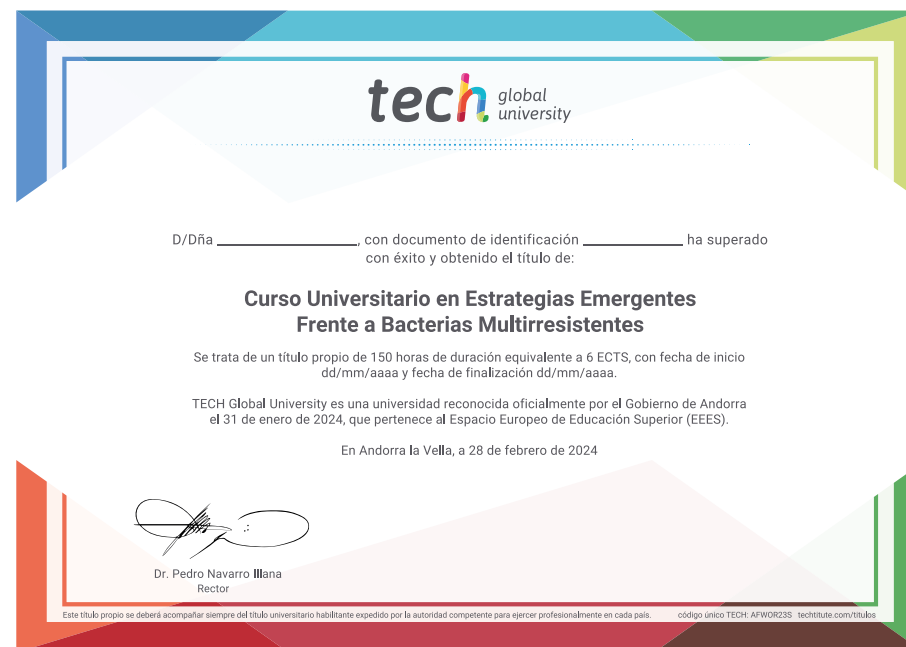 tech global university
D/Dña ____________, con documento de identificación ____________ ha superado
con éxito y obtenido el título de:
Curso Universitario en Estrategias Emergentes
Frente a Bacterias Multirresistentes
Se trata de un título propio de 150 horas de duración equivalente a 6 ECTS, con fecha de inicio
dd/mm/aaaa y fecha de finalización dd/mm/aaaa.
TECH Global University es una universidad reconocida oficialmente por el Gobierno de Andorra
el 31 de enero de 2024, que pertenece al Espacio Europeo de Educación Superior (EEES).
En Andorra la Vella, a 28 de febrero de 2024
Dr. Pedro Navarro Illana
Rector
Este título propio se deberá acompañar siempre del título universitario habilitante expedido por la autoridad competente para ejercer profesionalmente en cada país. código único TECH: AFWOR23S techtitute.com/titulos